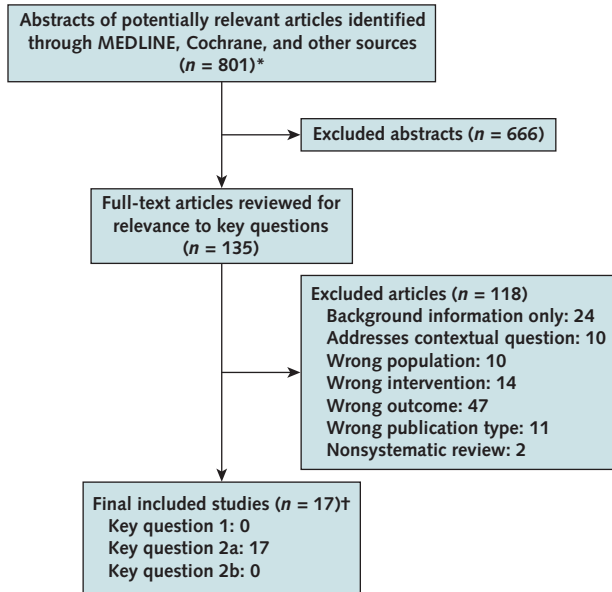 Abstracts of potentially relevant articles identified
through MEDLINE, Cochrane, and other sources
(n = 801)*
Excluded abstracts (n = 666)
Full-text articles reviewed for
relevance to key questions
(n = 135)
Excluded articles (n = 118)
Background information only: 24
Addresses contextual question: 10
Wrong population: 10
Wrong intervention: 14
Wrong outcome: 47
Wrong publication type: 11
Nonsystematic review: 2
Final included studies (n = 17)†
Key question 1: 0
Key question 2a: 17
Key question 2b: 0